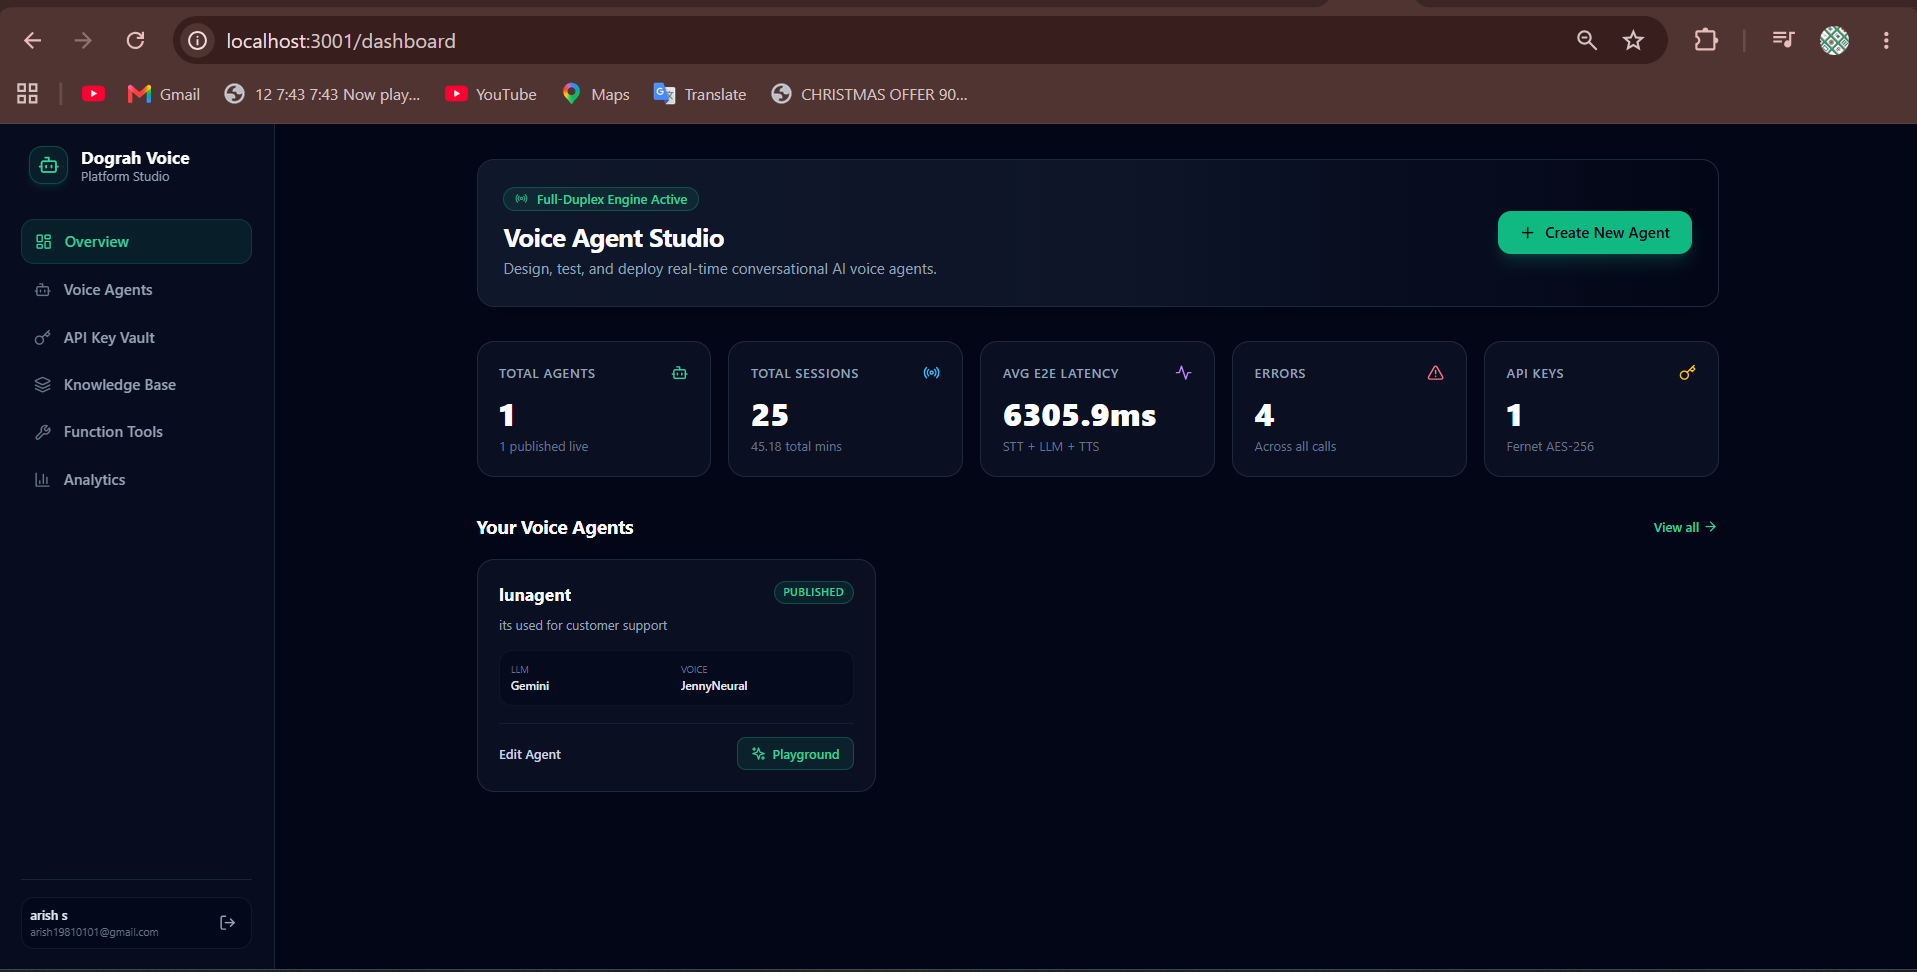 localhost:3001/dashboard
Gmail
12 7:43 7:43 Now play...
YouTube
Maps
Translate
CHRISTMAS OFFER 90...
Dograh Voice
Platform Studio
Overview
Voice Agents
API Key Vault
Knowledge Base
Function Tools
Analytics
arish s
arish19810101@gmail.com
Full-Duplex Engine Active
Voice Agent Studio
Design, test, and deploy real-time conversational AI voice agents.
+ Create New Agent
TOTAL AGENTS
1
1 published live
TOTAL SESSIONS
25
45.18 total mins
AVG E2E LATENCY
6305.9ms
STT + LLM + TTS
ERRORS
4
Across all calls
API KEYS
1
Fernet AES-256
Your Voice Agents
View all →
lunagent
PUBLISHED
its used for customer support
LLM
Gemini
VOICE
JennyNeural
Edit Agent
Playground